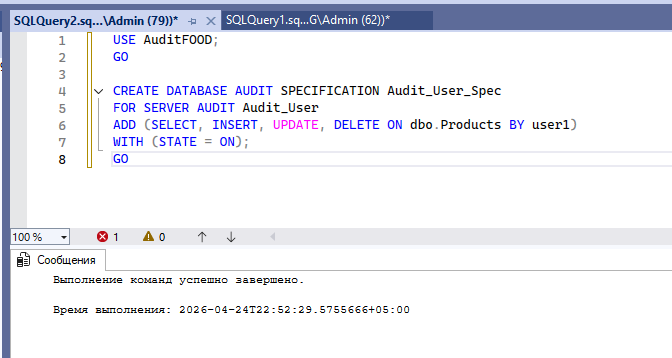 SQLQuery2.sq...\Admin (79))* SQLQuery1.sq...G\Admin (62))*
1 USE AuditFOOD;
2 GO
3
4 CREATE DATABASE AUDIT SPECIFICATION Audit_User_Spec
5 FOR SERVER AUDIT Audit_User
6 ADD (SELECT, INSERT, UPDATE, DELETE ON dbo.Products BY user1)
7 WITH (STATE = ON);
8 GO
100 % 1 0
Сообщения
Выполнение команд успешно завершено.
Время выполнения: 2026-04-24T22:52:29.5755666+05:00